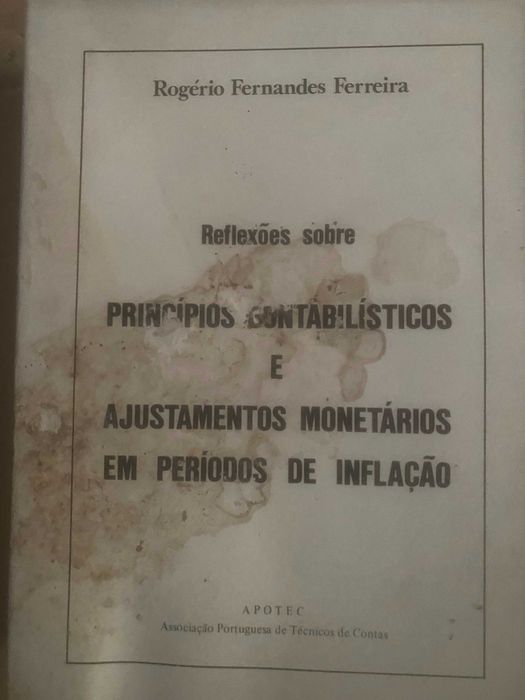 Rogério Fernandes Ferreira
Reflexões sobre
PRINCÍPIOS CONTABILÍSTICOS
E
AJUSTAMENTOS MONETÁRIOS
EM PERÍODOS DE INFLAÇÃO
APOTEC
Associação Portuguesa de Técnicos de Contas